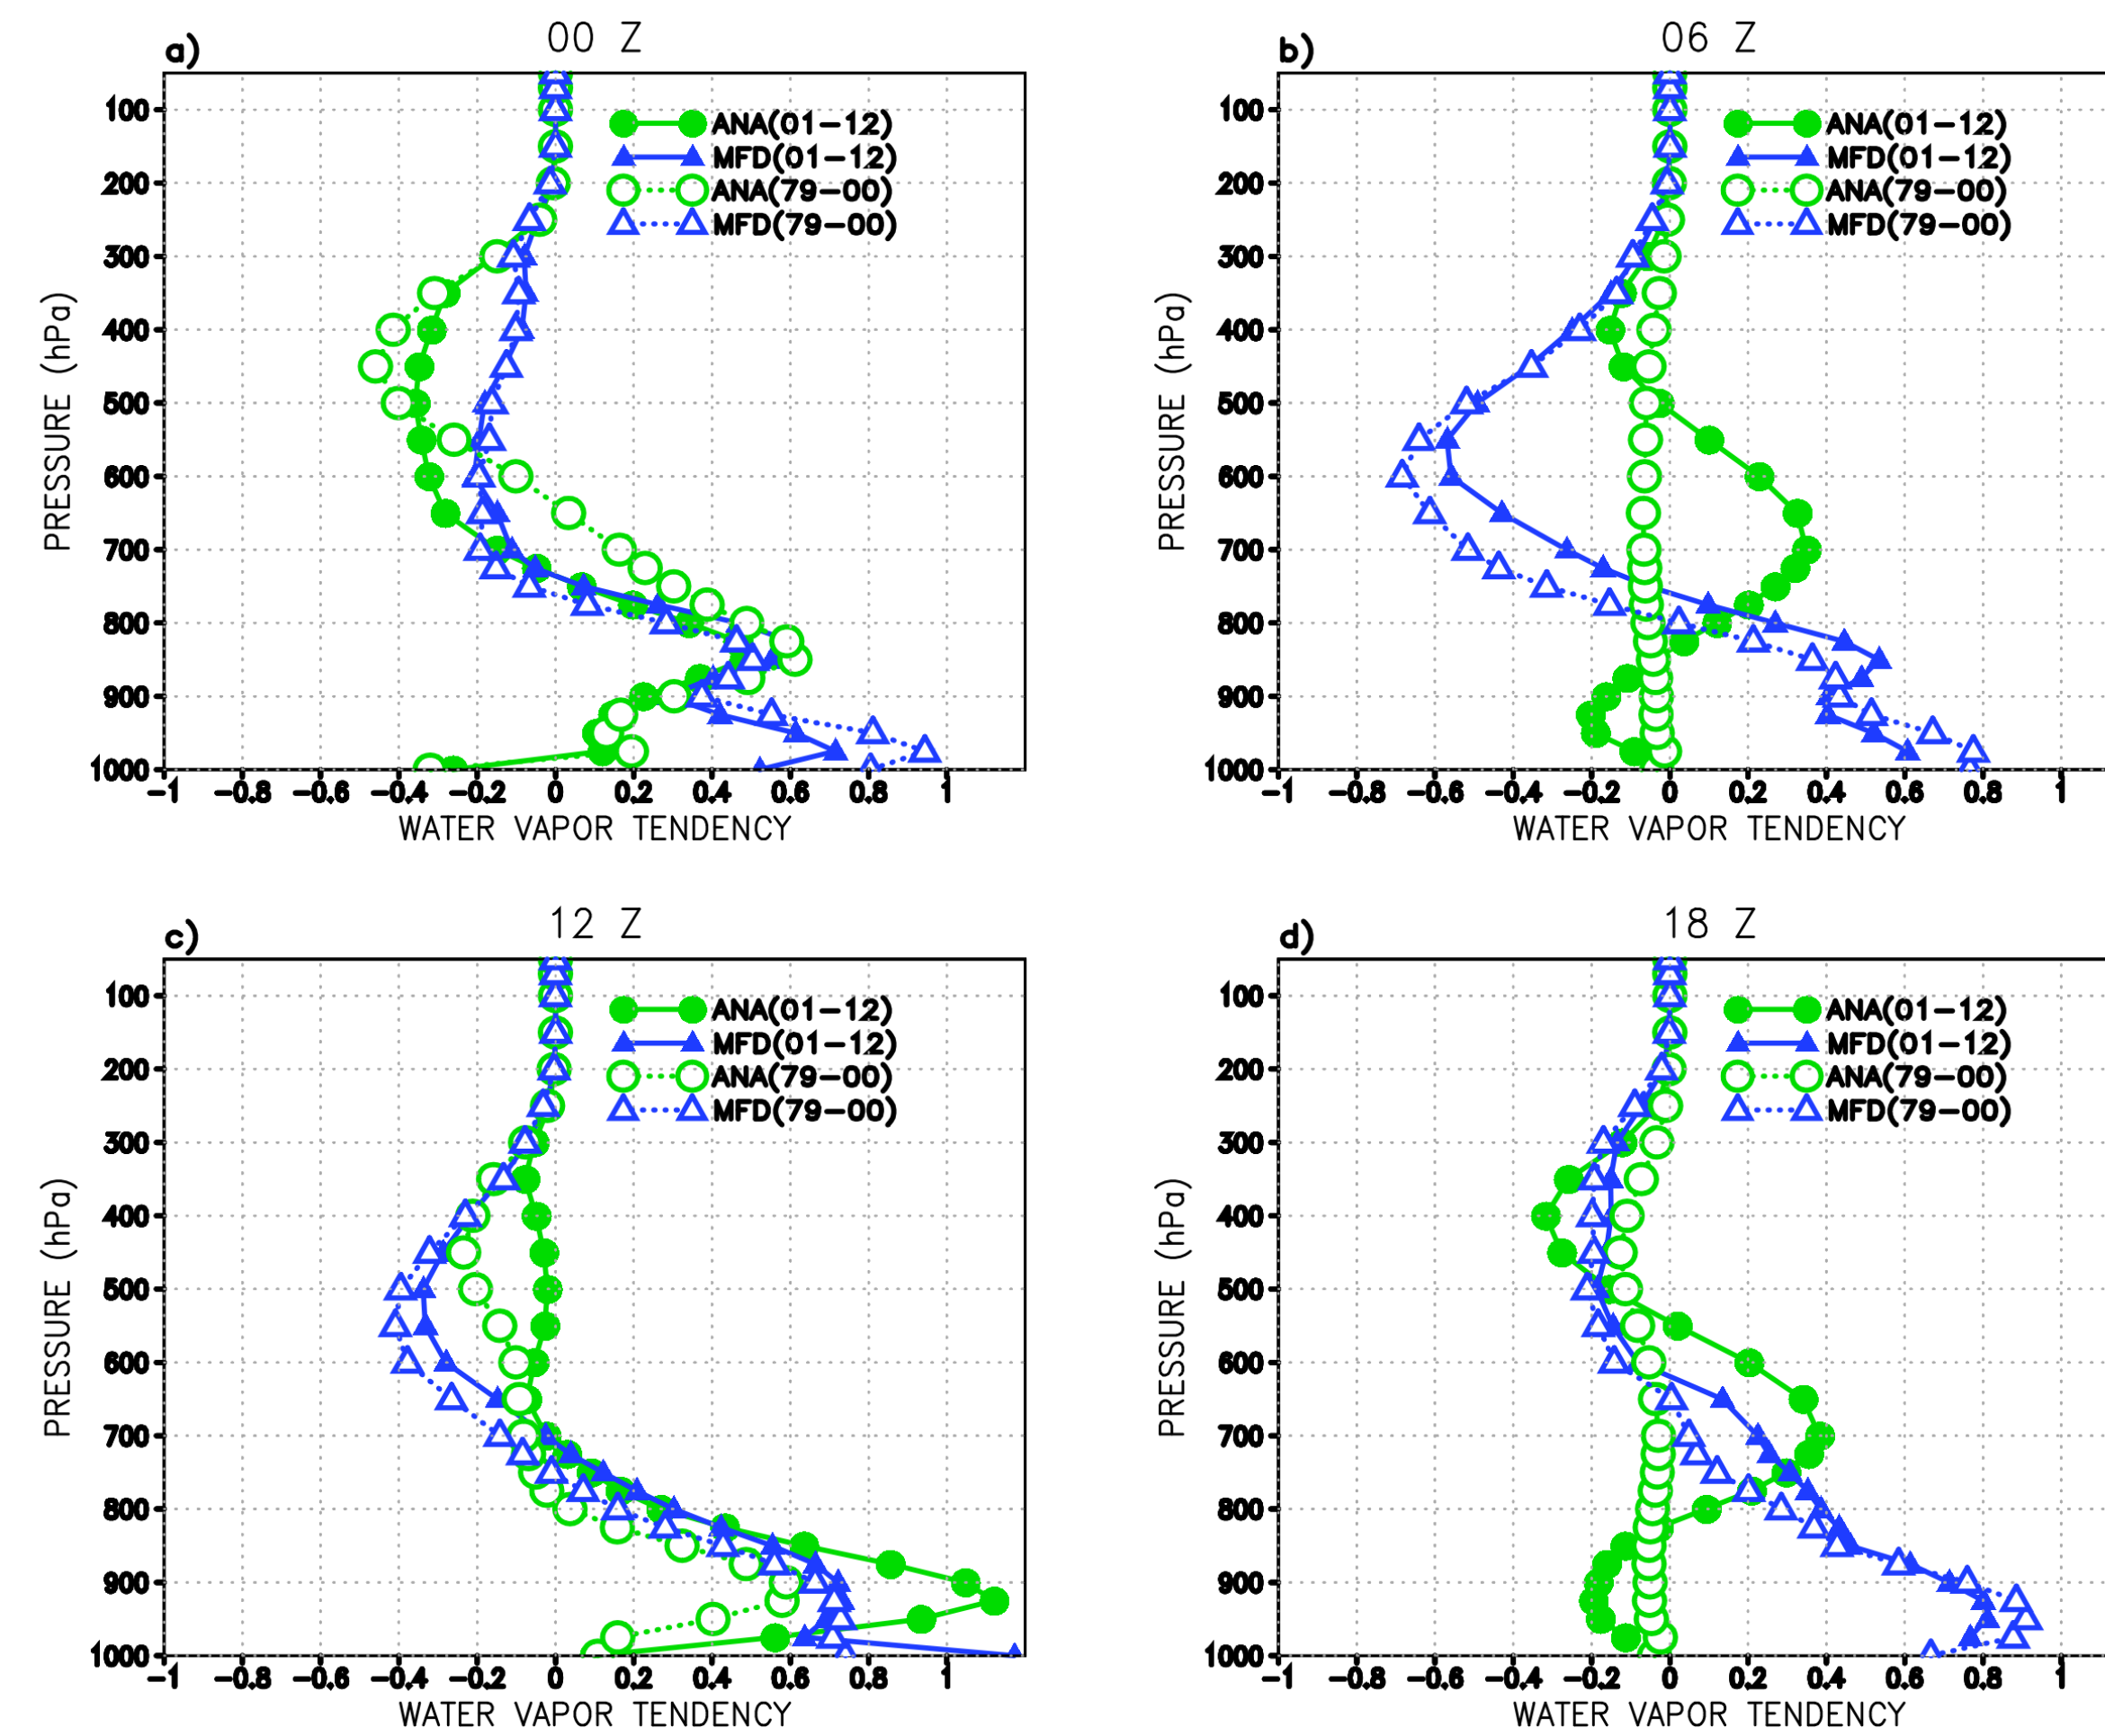 a) 00 Z
ANA(01-12)
MFD(01-12)
ANA(79-00)
MFD(79-00)
PRESSURE (hPa)
100
200
300
400
500
600
700
800
900
1000
-1 -0.8 -0.6 -0.4 -0.2 0 0.2 0.4 0.6 0.8 1
WATER VAPOR TENDENCY
b) 06 Z
ANA(01-12)
MFD(01-12)
ANA(79-00)
MFD(79-00)
PRESSURE (hPa)
100
200
300
400
500
600
700
800
900
1000
-1 -0.8 -0.6 -0.4 -0.2 0 0.2 0.4 0.6 0.8 1
WATER VAPOR TENDENCY
c) 12 Z
ANA(01-12)
MFD(01-12)
ANA(79-00)
MFD(79-00)
PRESSURE (hPa)
100
200
300
400
500
600
700
800
900
1000
-1 -0.8 -0.6 -0.4 -0.2 0 0.2 0.4 0.6 0.8 1
WATER VAPOR TENDENCY
d) 18 Z
ANA(01-12)
MFD(01-12)
ANA(79-00)
MFD(79-00)
PRESSURE (hPa)
100
200
300
400
500
600
700
800
900
1000
-1 -0.8 -0.6 -0.4 -0.2 0 0.2 0.4 0.6 0.8 1
WATER VAPOR TENDENCY